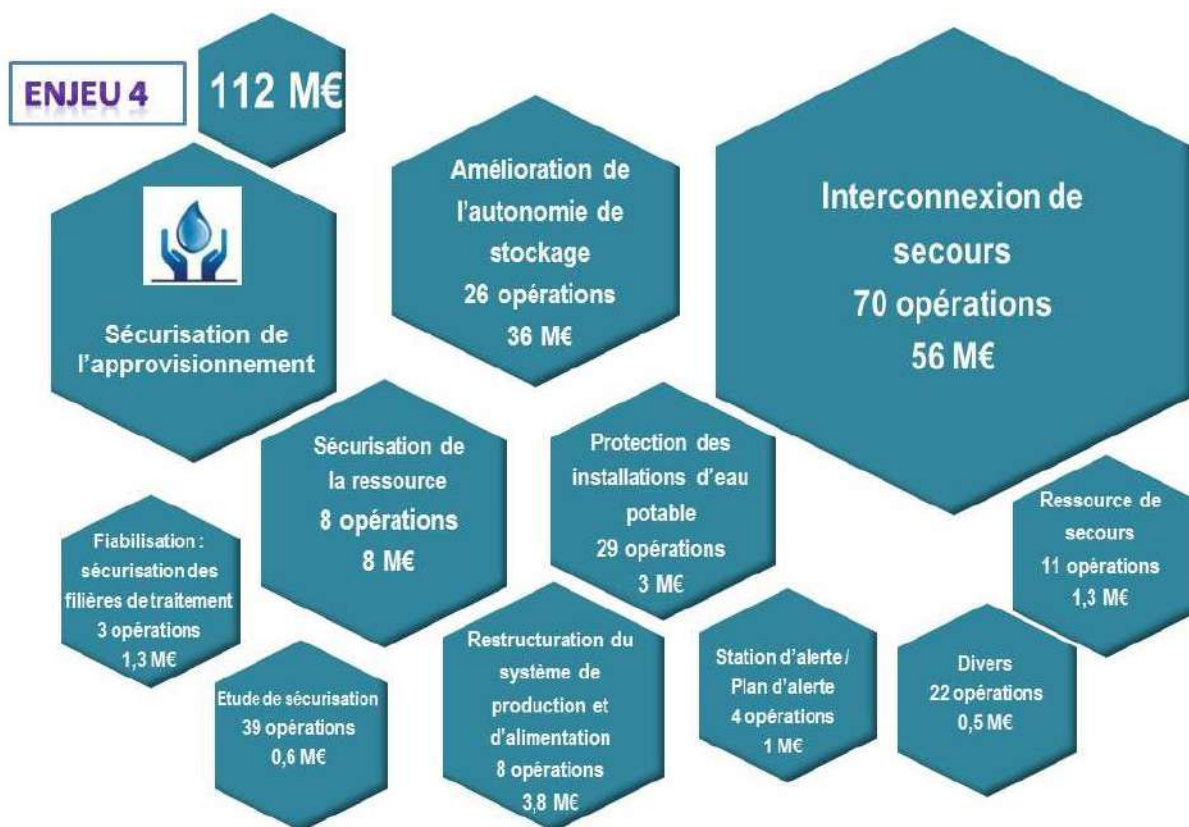 ENJEU 4
112 M€
Sécurisation de
l'approvisionnement
Amélioration de
l'autonomie de
stockage
26 opérations
36 M€
Interconnexion de
secours
70 opérations
56 M€
Sécurisation de
la ressource
8 opérations
8 M€
Protection des
installations d'eau
potable
29 opérations
3 M€
Ressource de
secours
11 opérations
1,3 M€
Fiabilisation :
sécurisation des
filières de traitement
3 opérations
1,3 M€
Etude de sécurisation
39 opérations
0,6 M€
Restructuration du
système de
production et
d'alimentation
8 opérations
3,8 M€
Station d'alerte /
Plan d'alerte
4 opérations
1 M€
Divers
22 opérations
0,5 M€